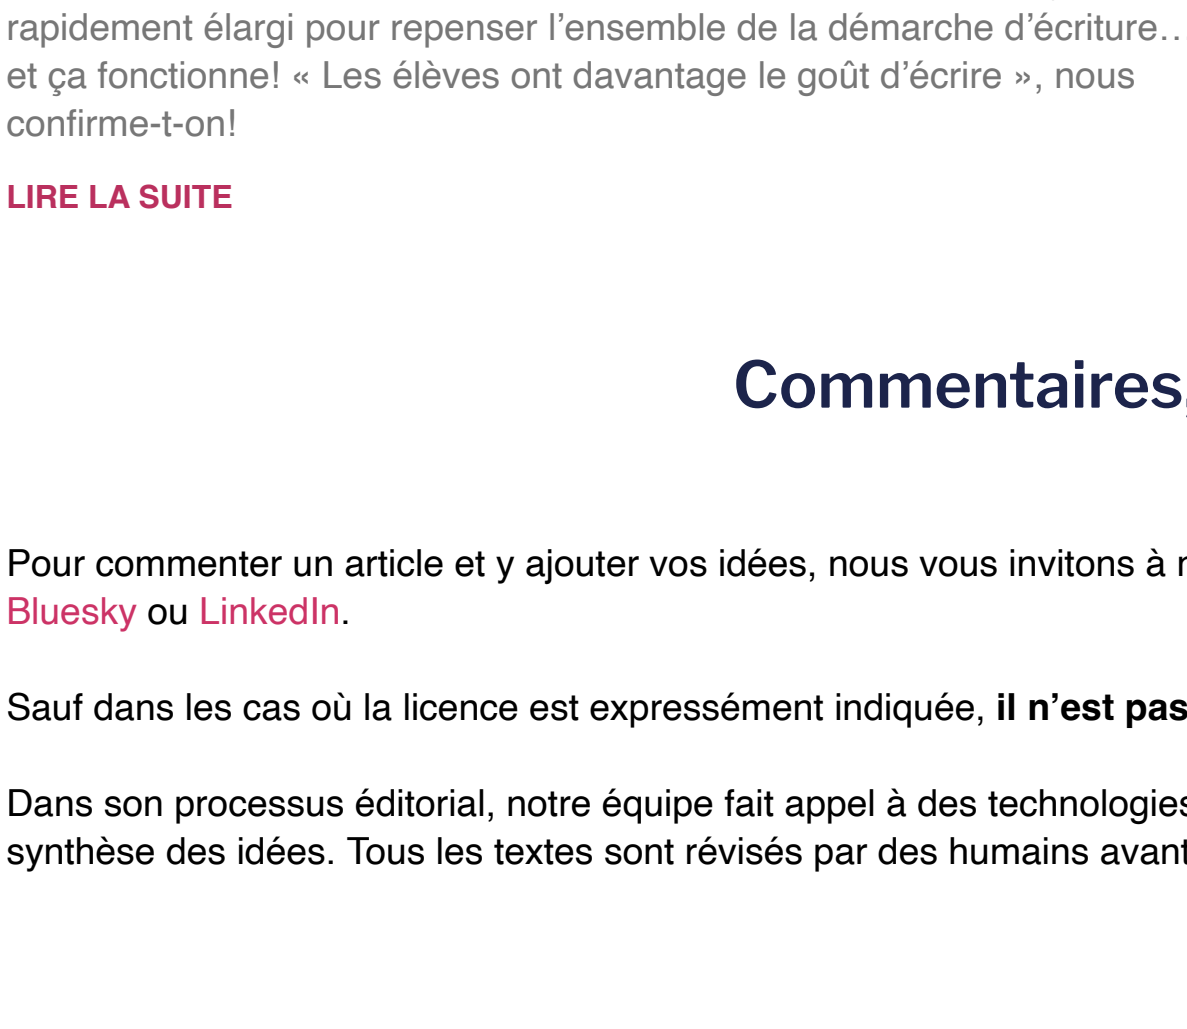 rapidement élargi pour repenser l’ensemble de la démarche d’écriture…
et ça fonctionne! « Les élèves ont davantage le goût d’écrire », nous
confirme-t-on!
LIRE LA SUITE
Commentaires,
Pour commenter un article et y ajouter vos idées, nous vous invitons à
Bluesky ou LinkedIn.
Sauf dans les cas où la licence est expressément indiquée, il n’est pas
Dans son processus éditorial, notre équipe fait appel à des technologies
synthèse des idées. Tous les textes sont révisés par des humains avant